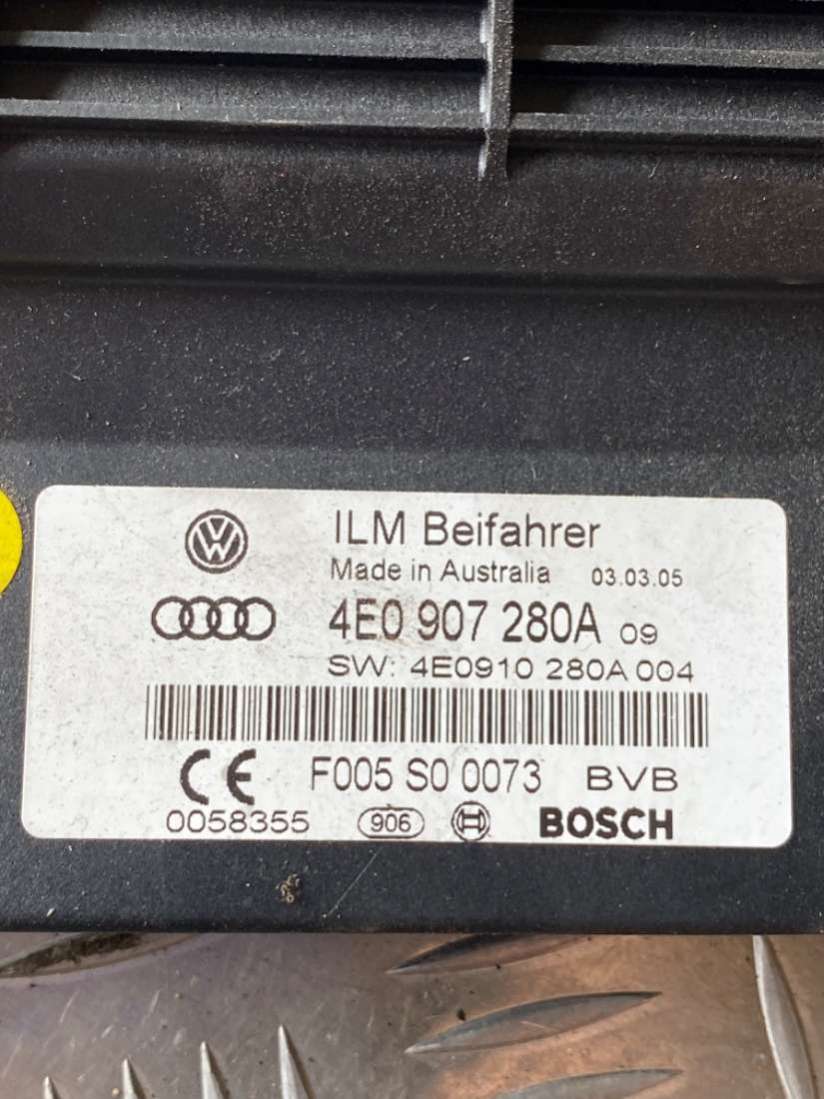 ILM Beifahrer
Made in Australia 03.03.05
4E0 907 280A 09
SW: 4E0910 280A 004
CE F005 S0 0073 BVB
0058355 906 BOSCH